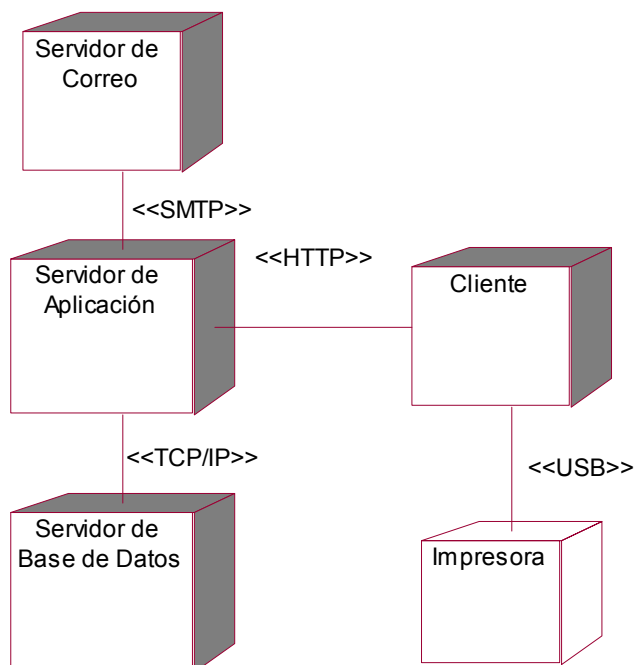 Servidor de
Correo
<<SMTP>>
Servidor de
Aplicación
<<HTTP>>
Cliente
<<TCP/IP>>
<<USB>>
Servidor de
Base de Datos
Impresora